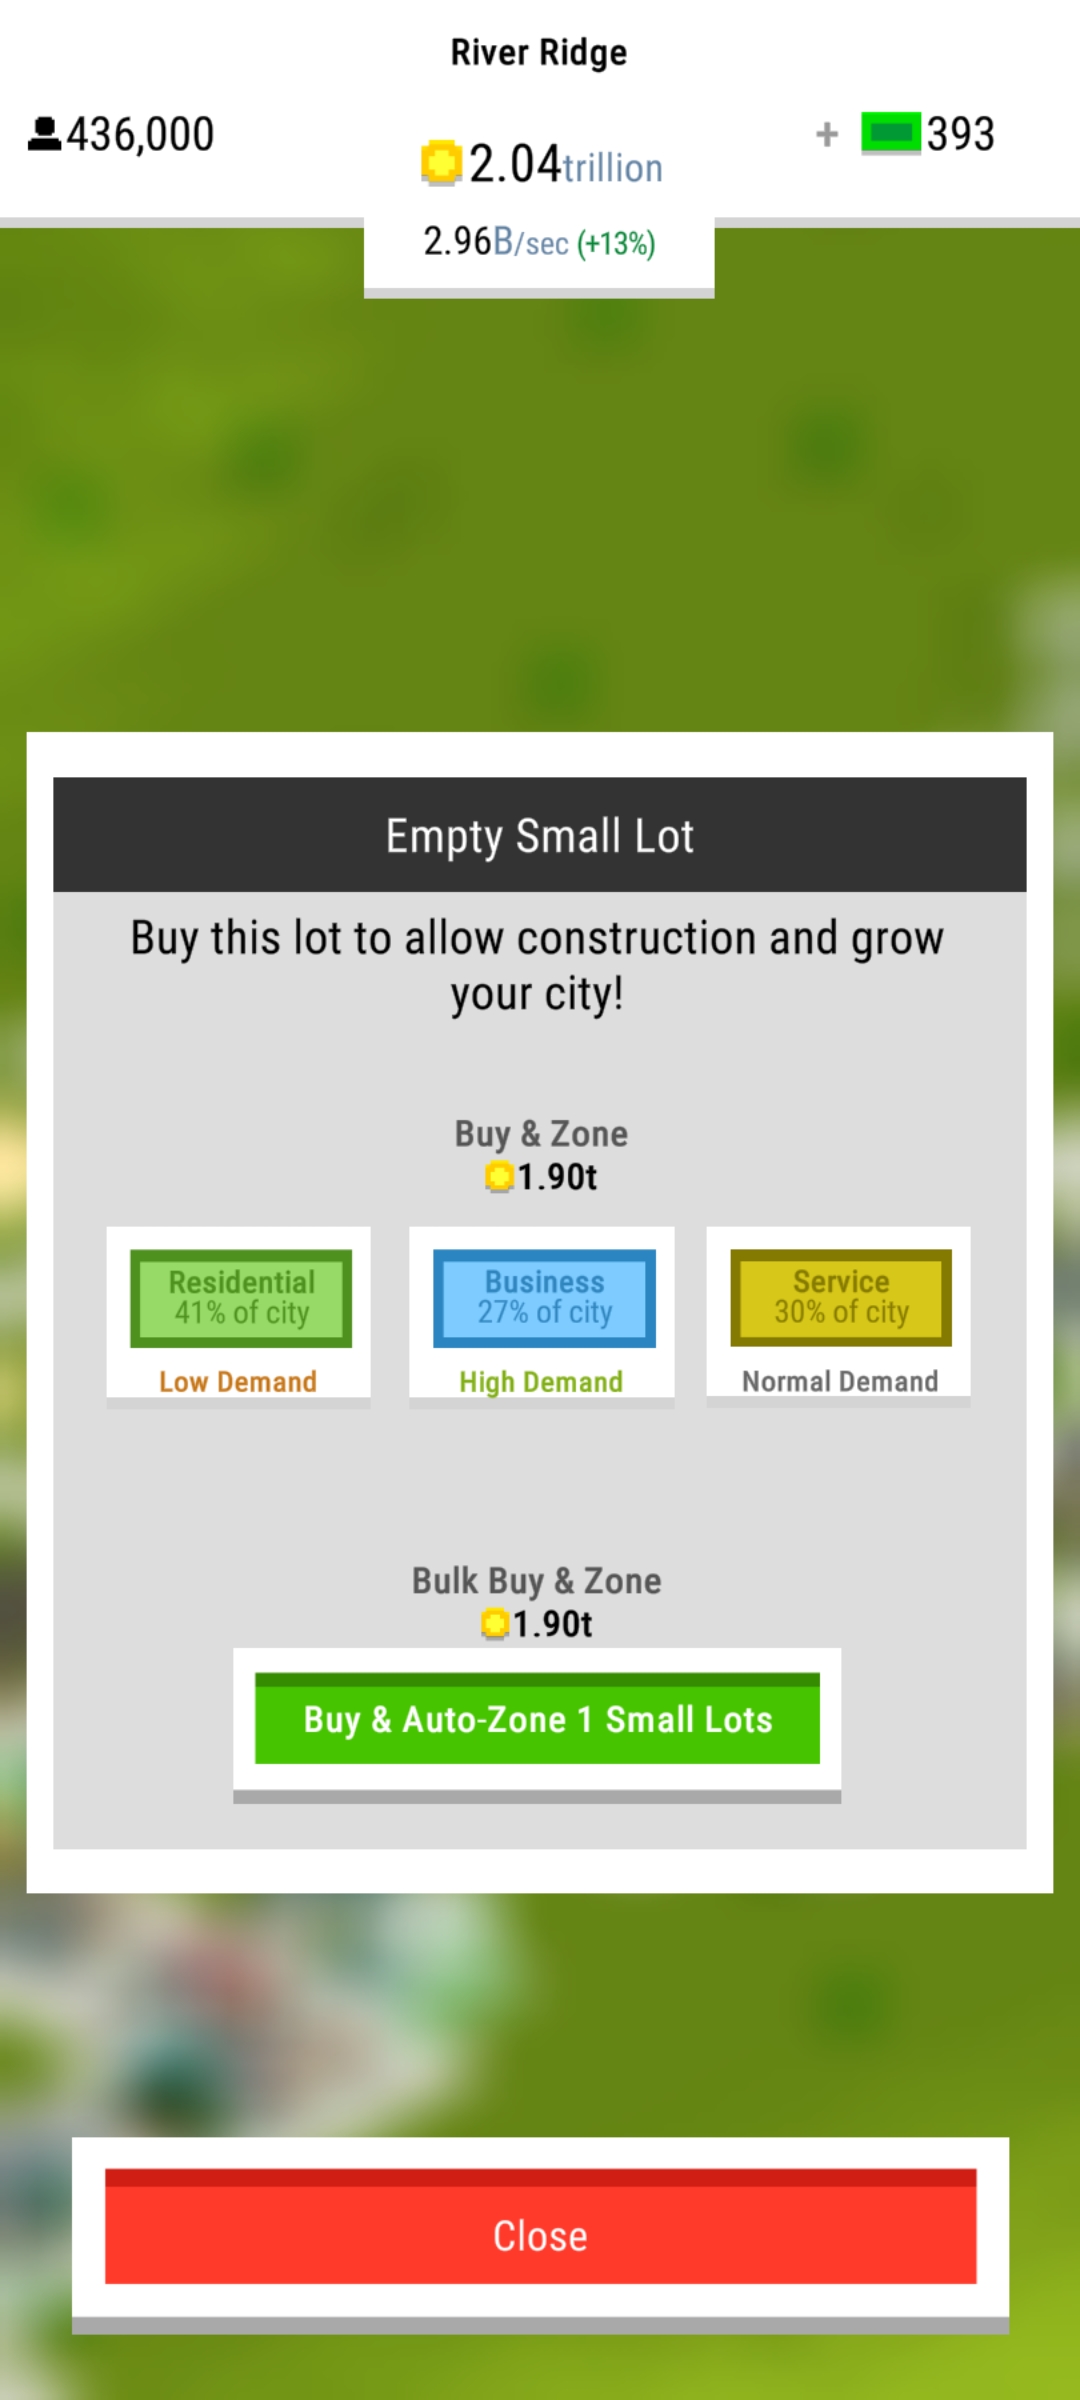 River Ridge
436,000
2.04trillion
+ 393
2.96B/sec (+13%)
Empty Small Lot
Buy this lot to allow construction and grow
your city!
Buy & Zone
1.90t
Residential
41% of city
Low Demand
Business
27% of city
High Demand
Service
30% of city
Normal Demand
Bulk Buy & Zone
1.90t
Buy & Auto-Zone 1 Small Lots
Close